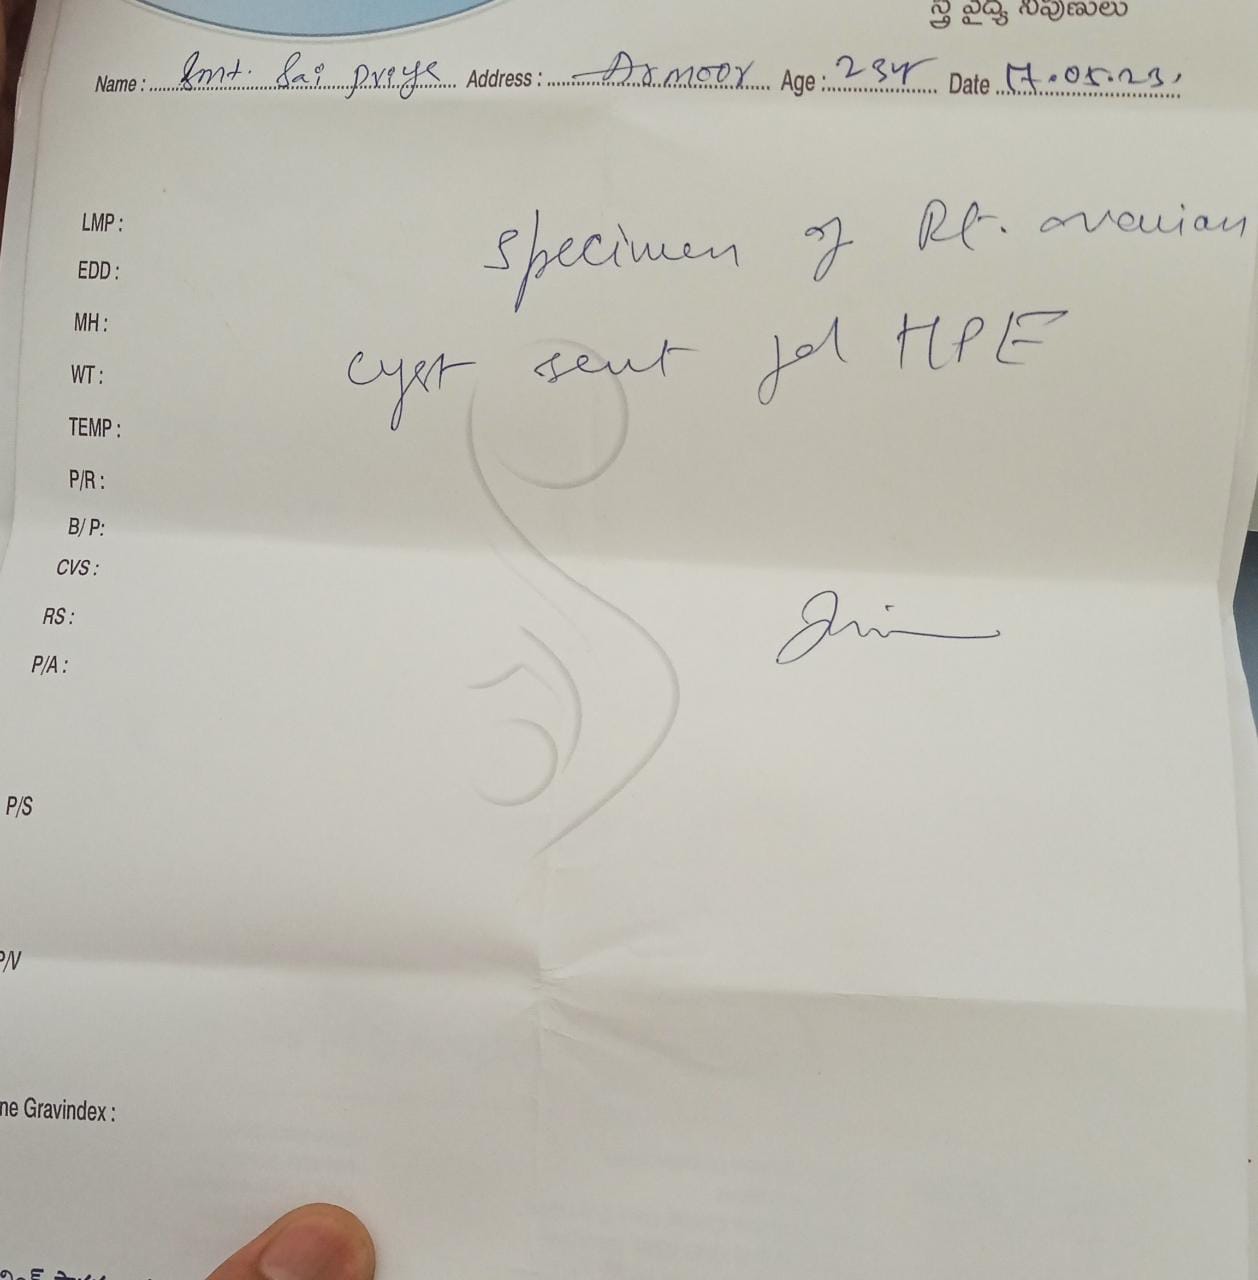 స్త్రీ వైద్య నిపుణులు
Name : Smt. Sai priya Address : Armoor Age : 23Y Date 17.05.23.
LMP :
specimen of Rt. ovarian
EDD :
MH :
cyst sent for HPE
WT :
TEMP :
P/R :
B/ P:
CVS :
RS :
P/A :
P/S
P/V
Gravindex :